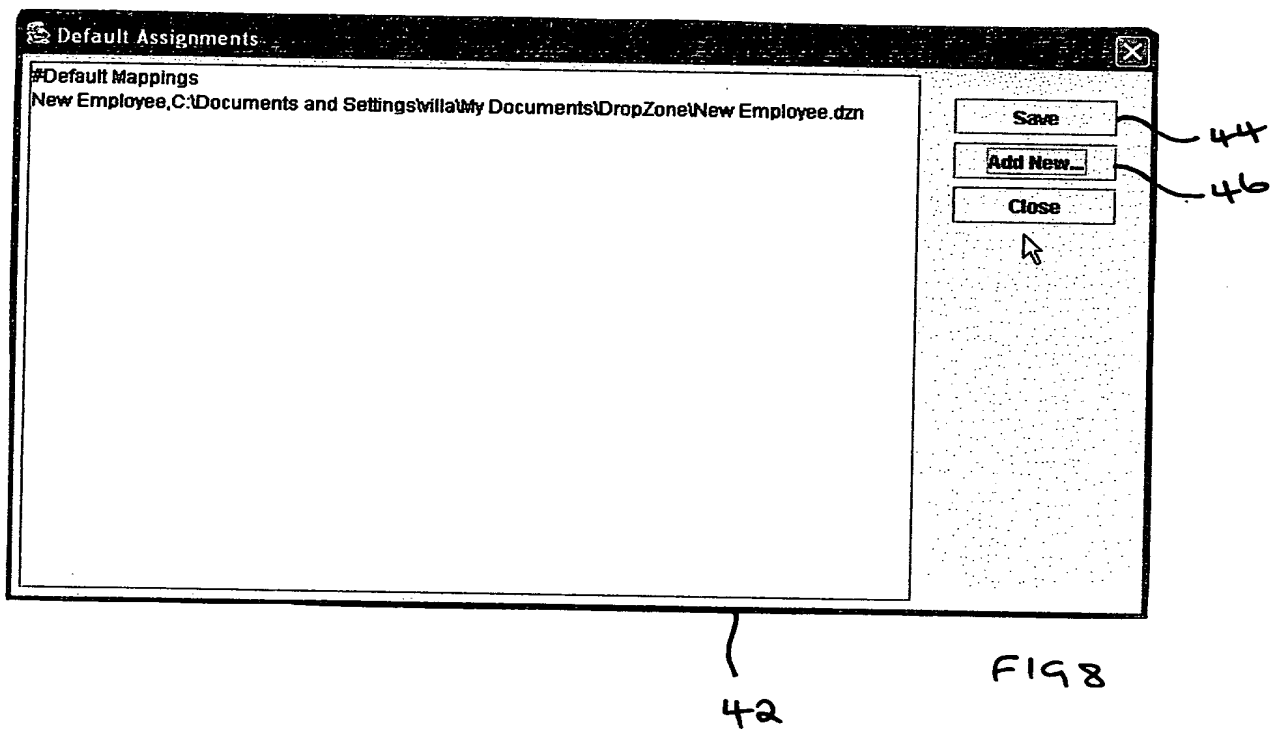 Default Assignments
#Default Mappings
New Employee,C:\Documents and Settings\villa\My Documents\DropZone\New Employee.dzn
Save
44
Add New...
46
Close
42
FIG 8